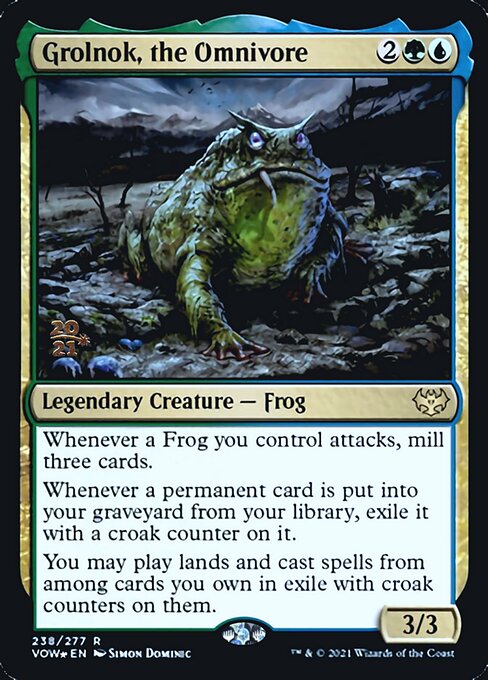 Grolnok, the Omnivore 2
20
21
Legendary Creature — Frog
Whenever a Frog you control attacks, mill
three cards.
Whenever a permanent card is put into
your graveyard from your library, exile it
with a croak counter on it.
You may play lands and cast spells from
among cards you own in exile with croak
counters on them.
3/3
238/277 R
VOW★EN Simon Dominic
™ & © 2021 Wizards of the Coast